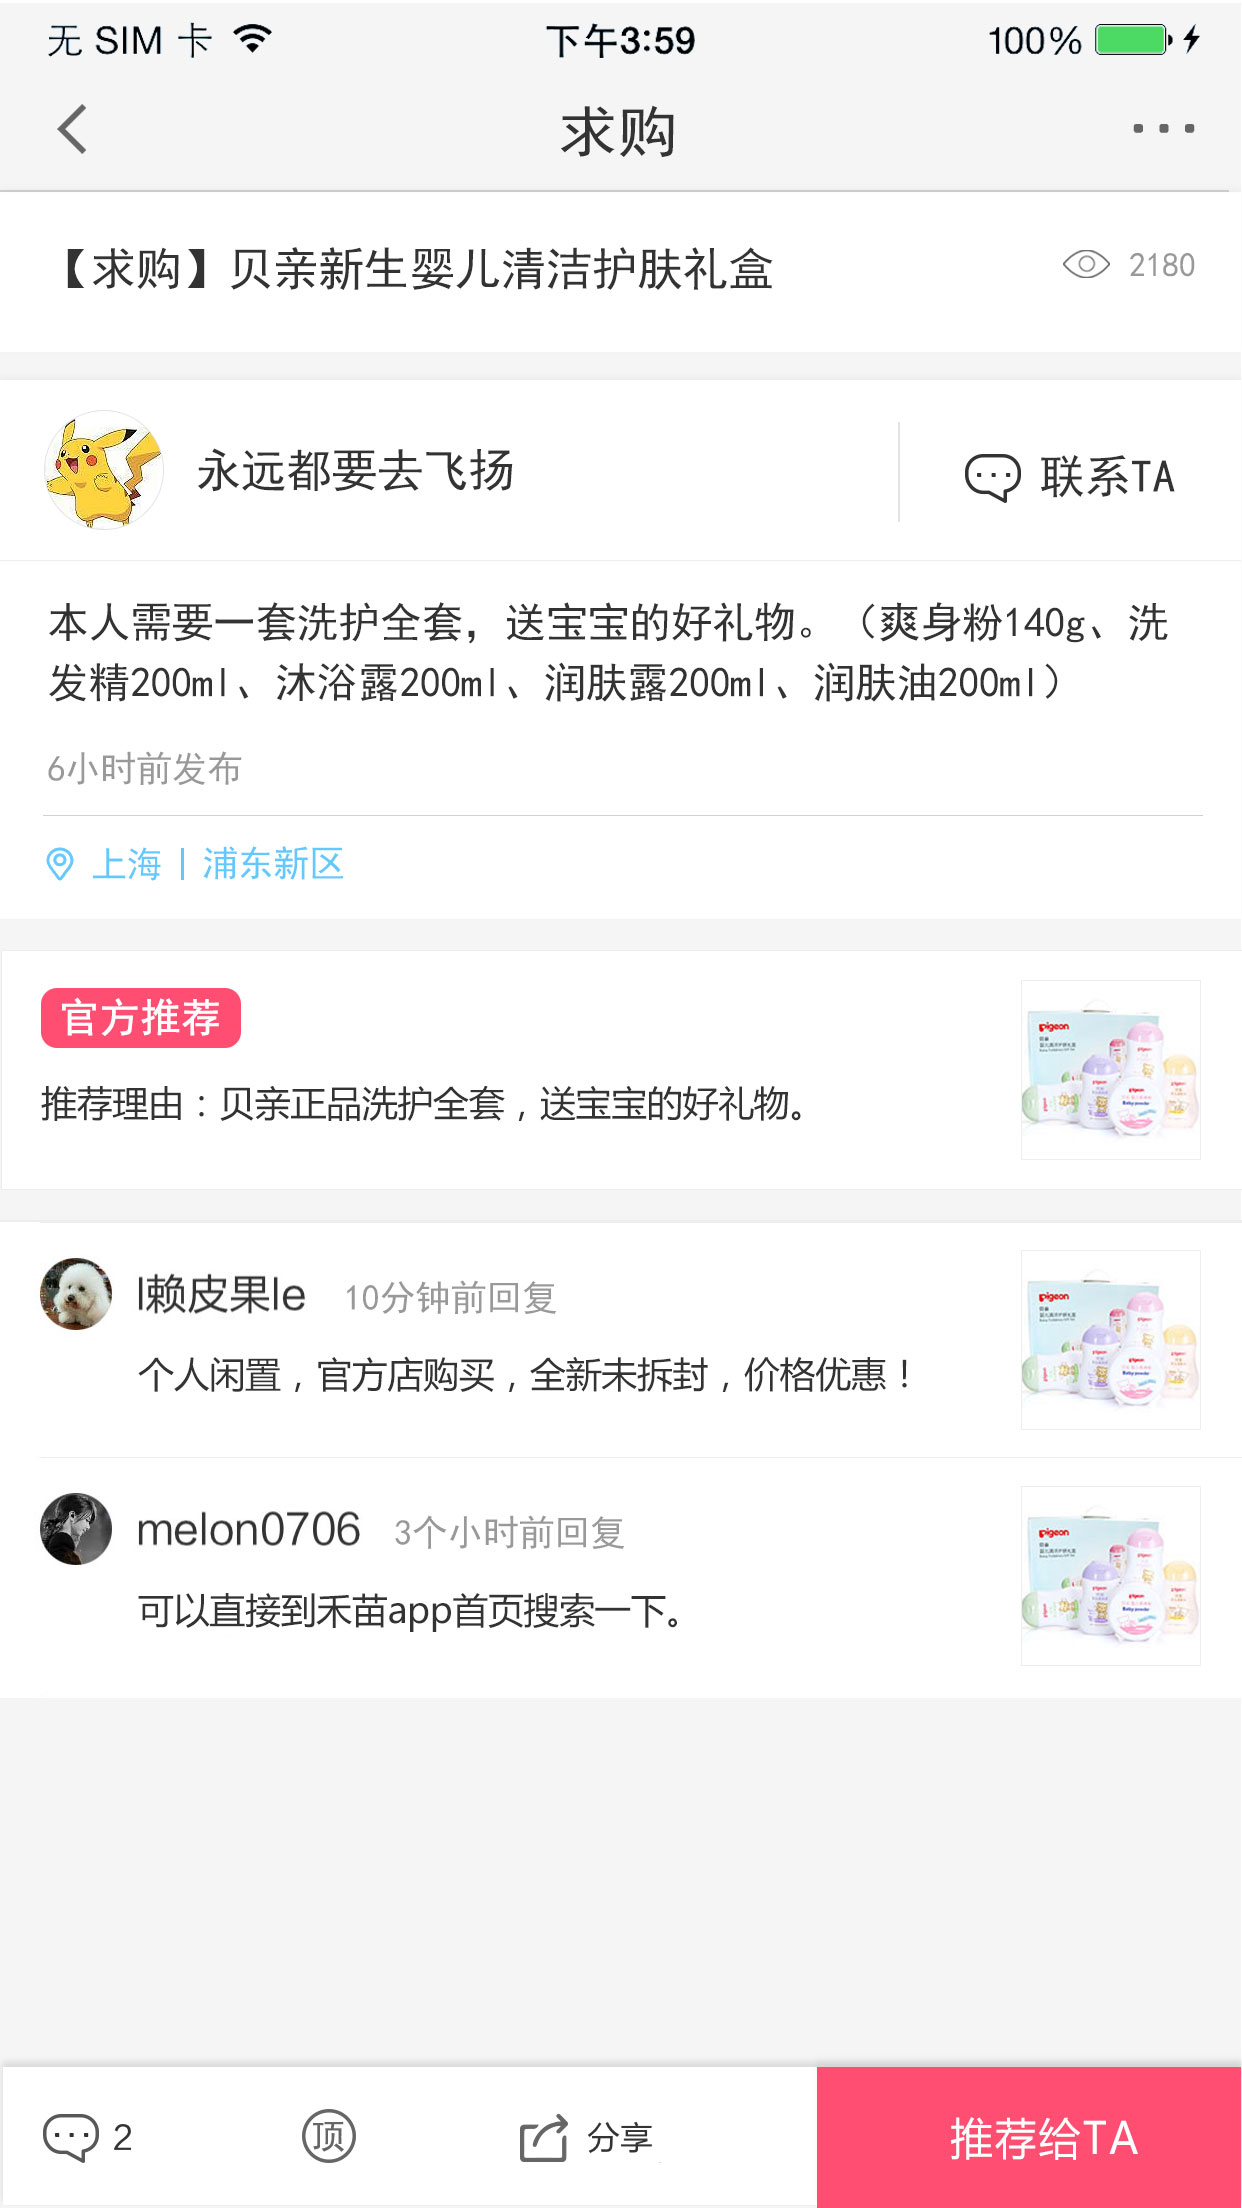 无 SIM 卡 下午3:59 100%
求购
【求购】贝亲新生婴儿清洁护肤礼盒 2180
永远都要去飞扬 联系TA
本人需要一套洗护全套，送宝宝的好礼物。（爽身粉140g、洗
发精200ml、沐浴露200ml、润肤露200ml、润肤油200ml）
6小时前发布
上海 | 浦东新区
官方推荐
推荐理由：贝亲正品洗护全套，送宝宝的好礼物。
pigeon
Baby powder
l赖皮果le 10分钟前回复
个人闲置，官方店购买，全新未拆封，价格优惠！
pigeon
Baby powder
melon0706 3个小时前回复
可以直接到禾苗app首页搜索一下。
pigeon
Baby powder
2 顶 分享 推荐给TA